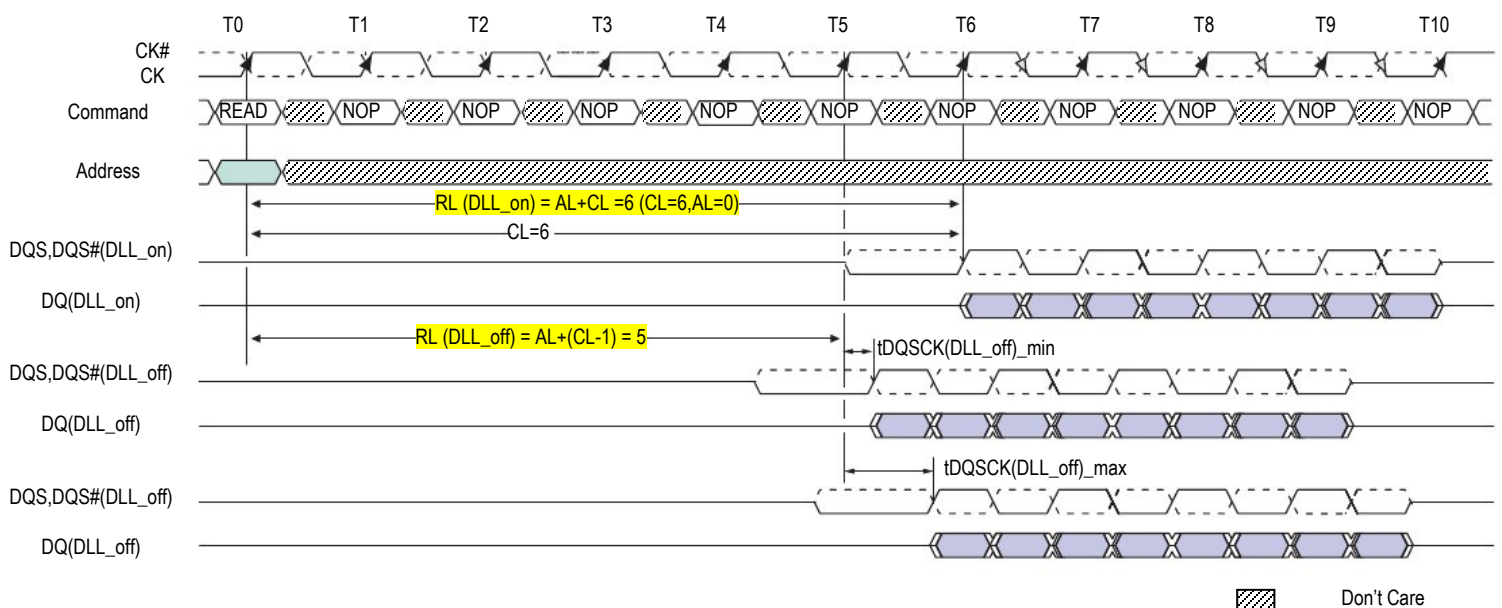 T0 T1 T2 T3 T4 T5 T6 T7 T8 T9 T10
CK#
CK
Command READ NOP NOP NOP NOP NOP NOP NOP NOP NOP NOP
Address
RL (DLL_on) = AL+CL =6 (CL=6,AL=0)
CL=6
DQS,DQS#(DLL_on)
DQ(DLL_on)
RL (DLL_off) = AL+(CL-1) = 5
tDQSCK(DLL_off)_min
DQS,DQS#(DLL_off)
DQ(DLL_off)
tDQSCK(DLL_off)_max
DQS,DQS#(DLL_off)
DQ(DLL_off)
Don't Care